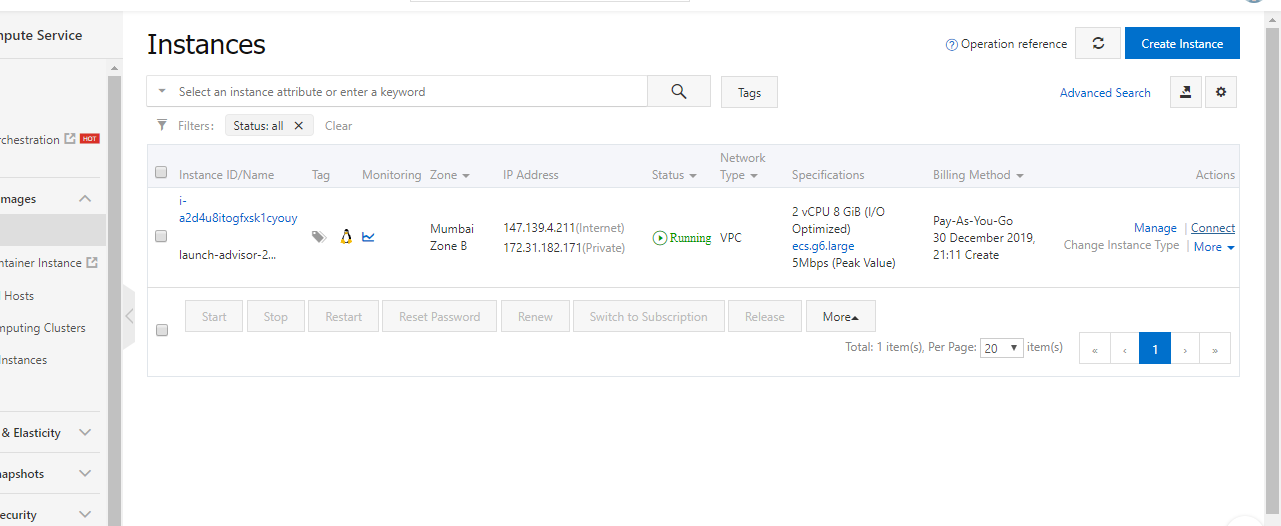 mpute Service
Instances
Operation reference
Create Instance
Select an instance attribute or enter a keyword
Tags
Advanced Search
Filters:
Status: all
Clear
rchestration
HOT
mages
ntainer Instance
Hosts
mputing Clusters
Instances
& Elasticity
napshots
ecurity
Instance ID/Name
Tag
Monitoring
Zone
IP Address
Status
Network
Type
Specifications
Billing Method
Actions
i-
a2d4u8itogfxsk1cyouy
launch-advisor-2...
Mumbai
Zone B
147.139.4.211(Internet)
172.31.182.171(Private)
Running
VPC
2 vCPU 8 GiB (I/O
Optimized)
ecs.g6.large
5Mbps (Peak Value)
Pay-As-You-Go
30 December 2019,
21:11 Create
Manage | Connect
Change Instance Type | More
Start
Stop
Restart
Reset Password
Renew
Switch to Subscription
Release
More
Total: 1 item(s), Per Page: 20 item(s)
« ‹ 1 › »